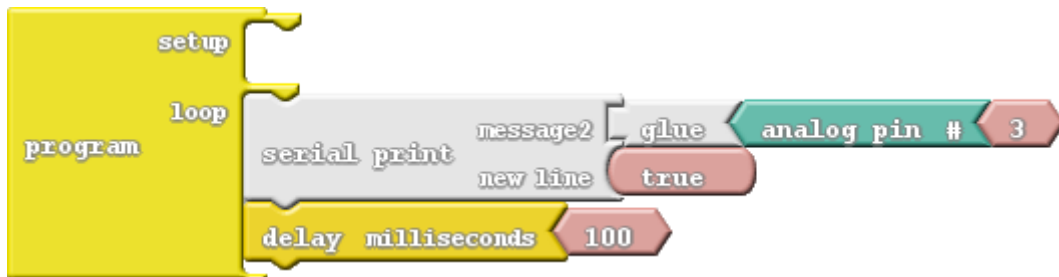 setup
loop
program
serial print
message2 glue analog pin # 3
new line true
delay milliseconds 100